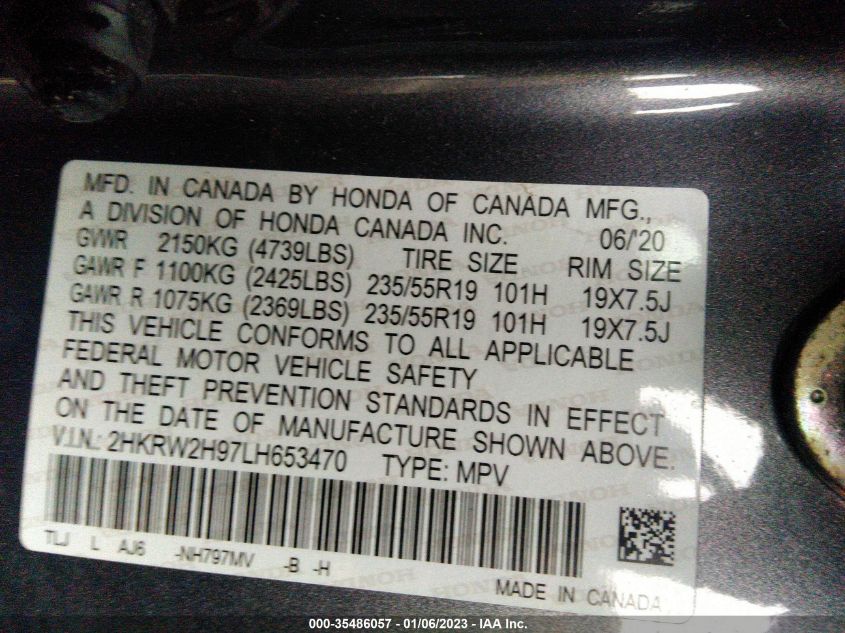 MFD. IN CANADA BY HONDA OF CANADA MFG.,
A DIVISION OF HONDA CANADA INC. 06/'20
GVWR 2150KG (4739LBS) TIRE SIZE RIM SIZE
GAWR F 1100KG (2425LBS) 235/55R19 101H 19X7.5J
GAWR R 1075KG (2369LBS) 235/55R19 101H 19X7.5J
THIS VEHICLE CONFORMS TO ALL APPLICABLE
FEDERAL MOTOR VEHICLE SAFETY
AND THEFT PREVENTION STANDARDS IN EFFECT
ON THE DATE OF MANUFACTURE SHOWN ABOVE.
V.I.N.: 2HKRW2H97LH653470 TYPE: MPV
TLJ L AJ6 -NH797MV -B -H
MADE IN CANADA
000-35486057 - 01/06/2023 - IAA Inc.